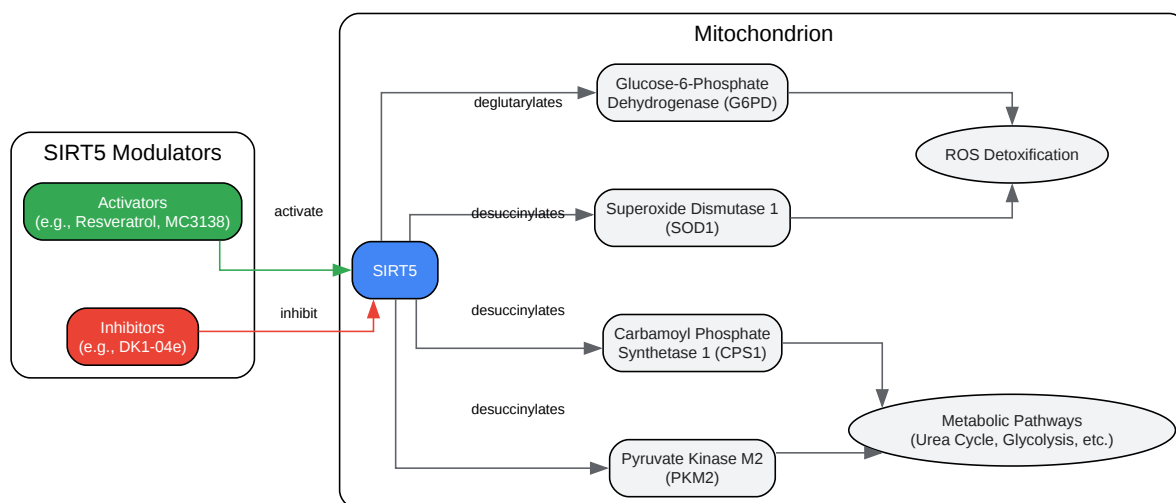 Mitochondrion
Glucose-6-Phosphate
Dehydrogenase (G6PD)
deglutarylates
ROS Detoxification
SIRT5 Modulators
Activators
(e.g., Resveratrol, MC3138)
activate
desuccinylates
Superoxide Dismutase 1
(SOD1)
SIRT5
inhibit
Inhibitors
(e.g., DK1-04e)
desuccinylates
Carbamoyl Phosphate
Synthetase 1 (CPS1)
desuccinylates
Metabolic Pathways
(Urea Cycle, Glycolysis, etc.)
Pyruvate Kinase M2
(PKM2)